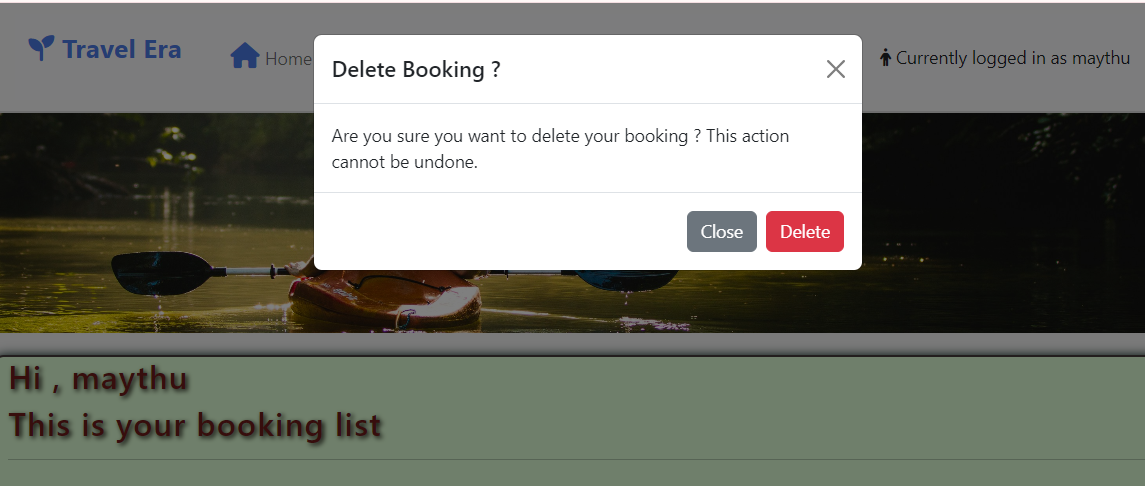 Travel Era
Home
Currently logged in as maythu
Delete Booking ?
Are you sure you want to delete your booking ? This action
cannot be undone.
Close
Delete
Hi , maythu
This is your booking list